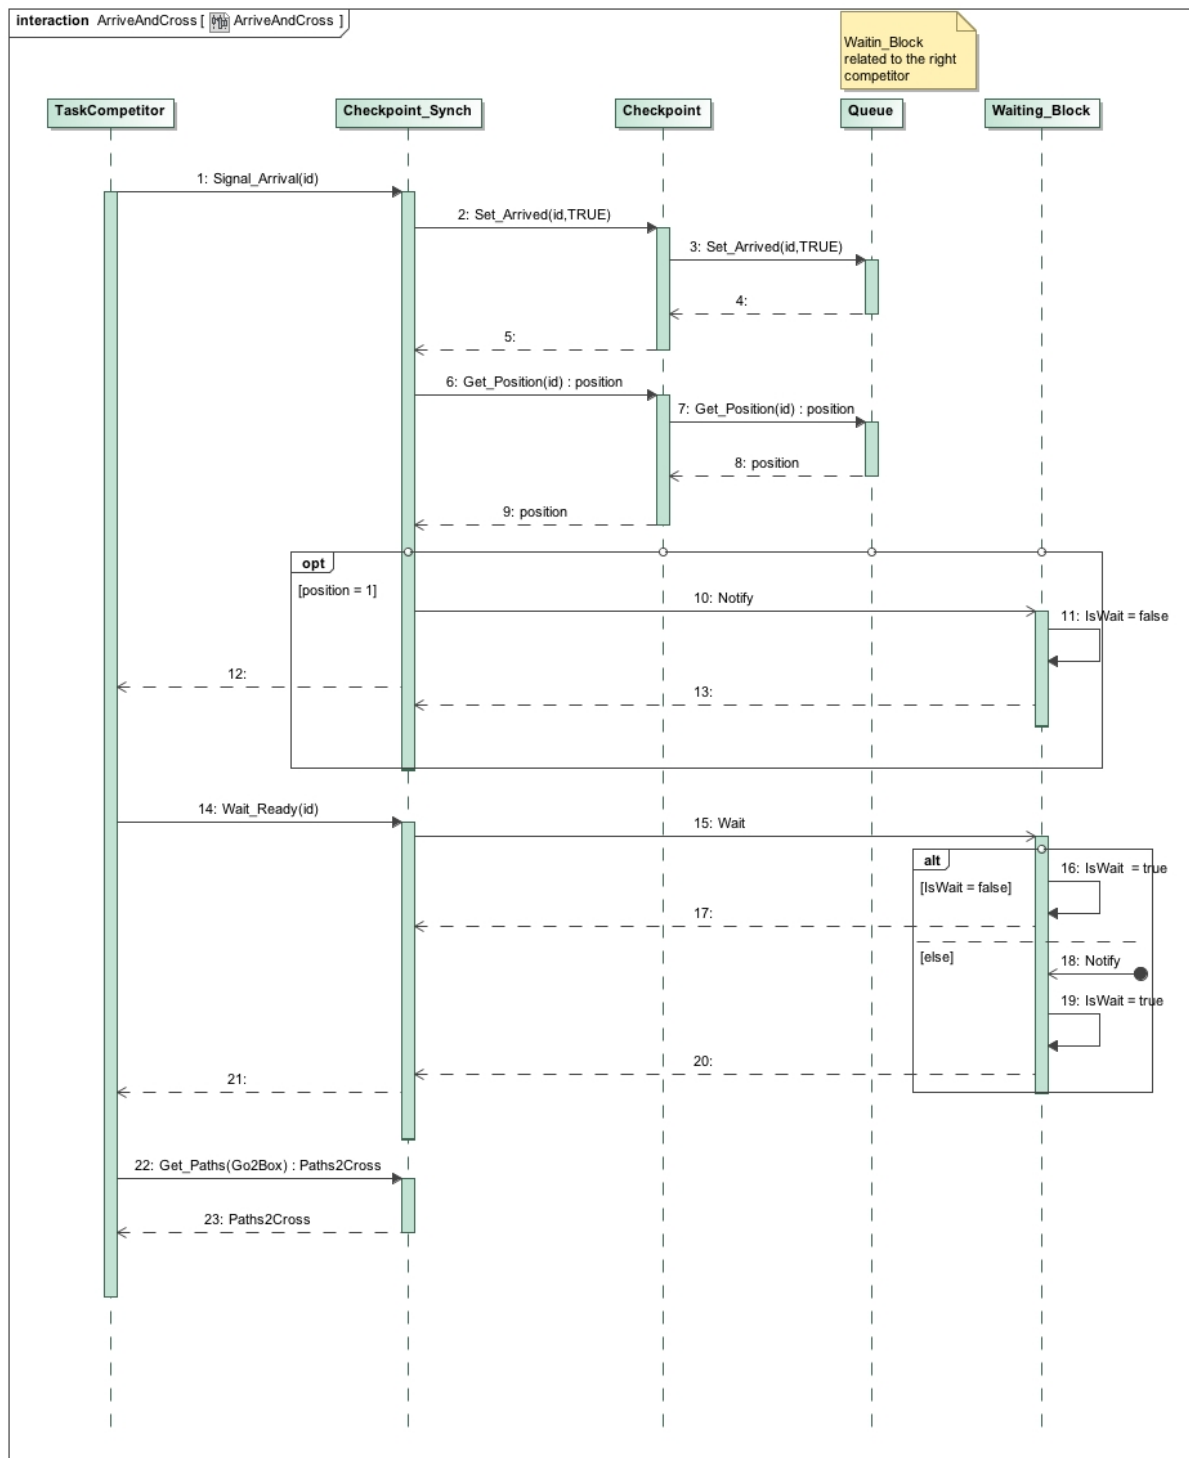 interaction ArriveAndCross [ ArriveAndCross ]
Waitin_Block
related to the right
competitor
TaskCompetitor
Checkpoint_Synch
Checkpoint
Queue
Waiting_Block
1: Signal_Arrival(id)
2: Set_Arrived(id,TRUE)
3: Set_Arrived(id,TRUE)
4:
5:
6: Get_Position(id) : position
7: Get_Position(id) : position
8: position
9: position
opt
[position = 1]
10: Notify
11: IsWait = false
12:
13:
14: Wait_Ready(id)
15: Wait
alt
16: IsWait = true
[IsWait = false]
17:
[else]
18: Notify
19: IsWait = true
20:
21:
22: Get_Paths(Go2Box) : Paths2Cross
23: Paths2Cross